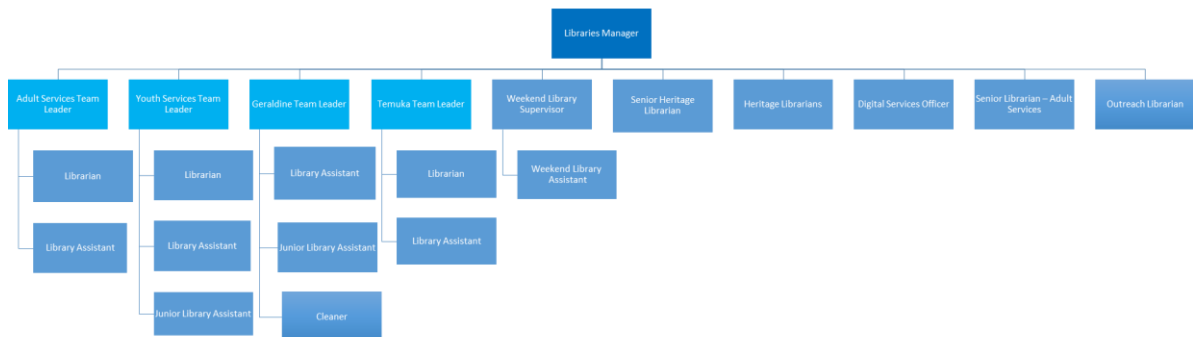 Libraries Manager
Adult Services Team
Leader
Youth Services Team
Leader
Geraldine Team Leader
Temuka Team Leader
Weekend Library
Supervisor
Senior Heritage
Librarian
Heritage Librarians
Digital Services Officer
Senior Librarian – Adult
Services
Outreach Librarian
Librarian
Library Assistant
Librarian
Library Assistant
Junior Library Assistant
Library Assistant
Junior Library Assistant
Cleaner
Librarian
Library Assistant
Weekend Library
Assistant